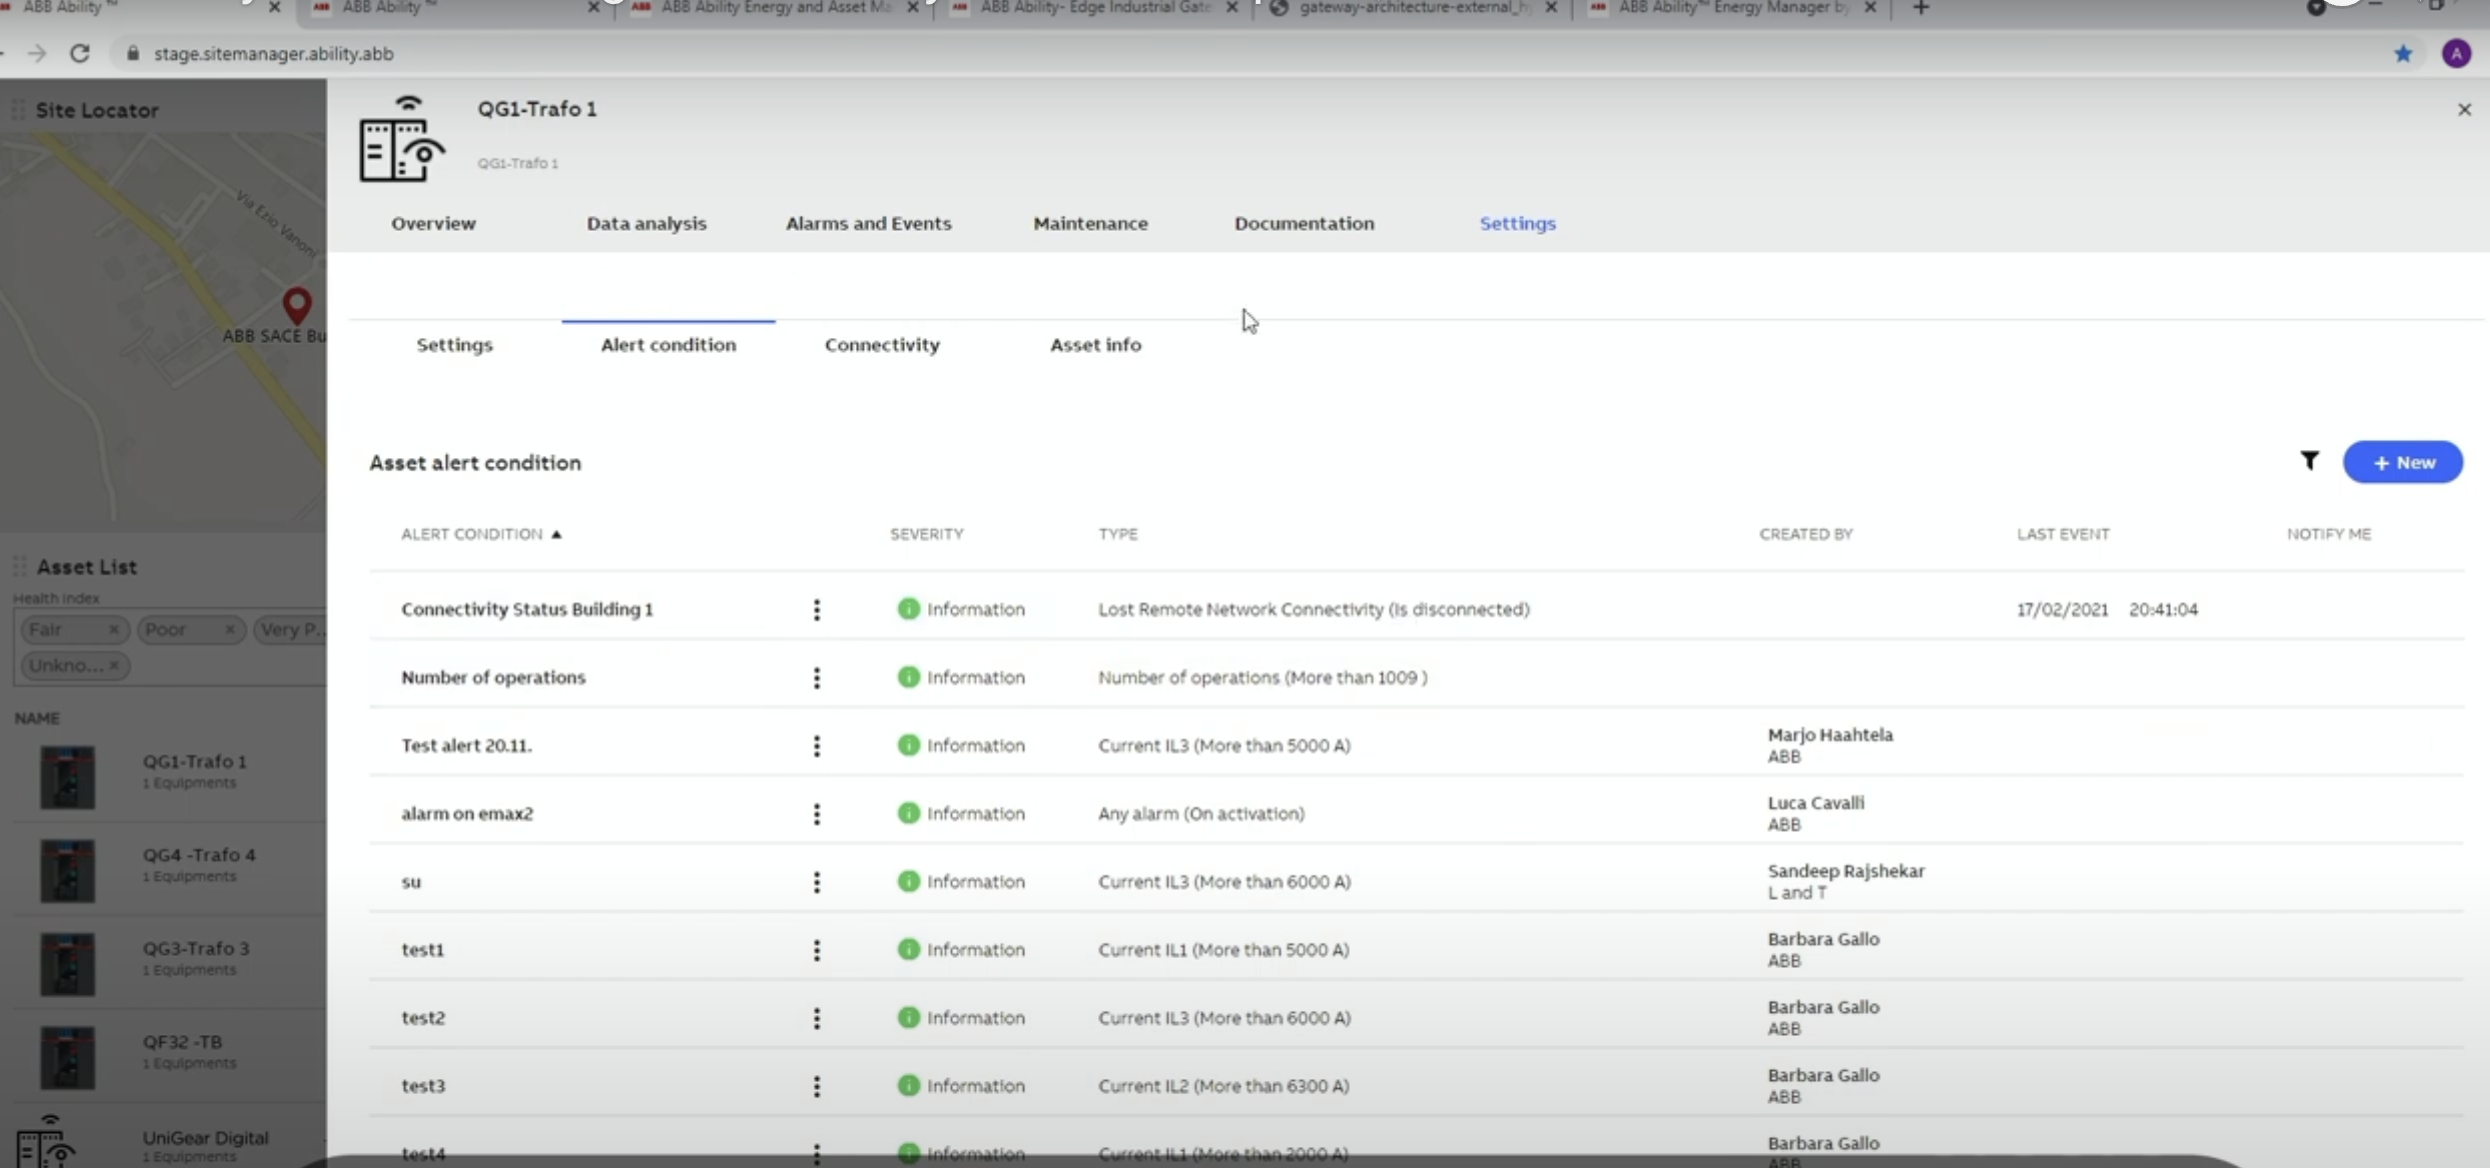 ABB Ability™
ABB Ability™
ABB Ability Energy and Asset Ma
ABB Ability- Edge Industrial Gate
gateway-architecture-external_h
ABB Ability™ Energy Manager by
stage.sitemanager.ability.abb
A
Site Locator
Via Ezio Vanoni
ABB SACE Bu
Asset List
Health Index
Fair
Poor
Very P...
Unkno...
NAME
QG1-Trafo 1
1 Equipments
QG4 -Trafo 4
1 Equipments
QG3-Trafo 3
1 Equipments
QF32 -TB
1 Equipments
UniGear Digital
1 Equipments
QG1-Trafo 1
QG1-Trafo 1
Overview Data analysis Alarms and Events Maintenance Documentation Settings
Settings Alert condition Connectivity Asset info
Asset alert condition
+ New
ALERT CONDITION ▲ SEVERITY TYPE CREATED BY LAST EVENT NOTIFY ME
Connectivity Status Building 1 Information Lost Remote Network Connectivity (Is disconnected) 17/02/2021 20:41:04
Number of operations Information Number of operations (More than 1009 )
Test alert 20.11. Information Current IL3 (More than 5000 A) Marjo Haahtela
ABB
alarm on emax2 Information Any alarm (On activation) Luca Cavalli
ABB
su Information Current IL3 (More than 6000 A) Sandeep Rajshekar
L and T
test1 Information Current IL1 (More than 5000 A) Barbara Gallo
ABB
test2 Information Current IL3 (More than 6000 A) Barbara Gallo
ABB
test3 Information Current IL2 (More than 6300 A) Barbara Gallo
ABB
test4 Information Current IL1 (More than 2000 A) Barbara Gallo
ABB